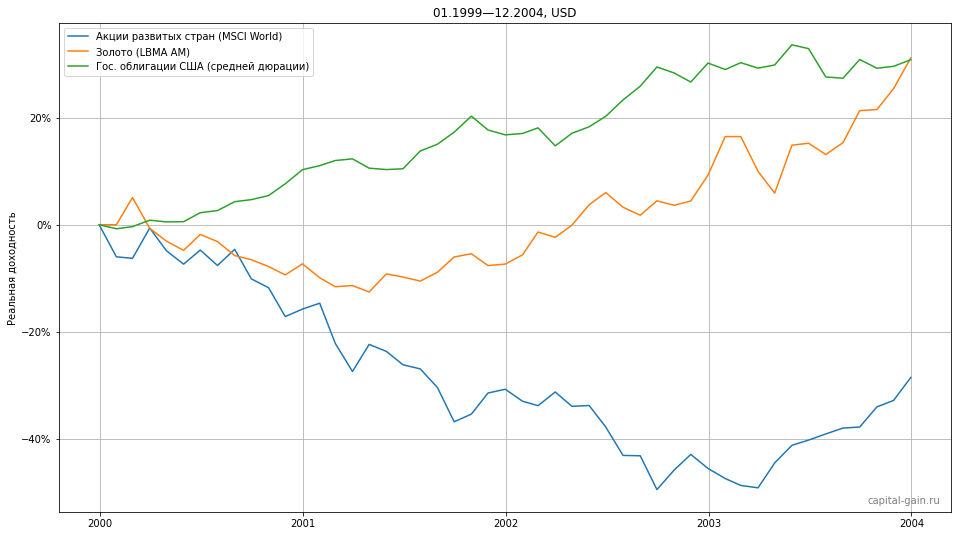 01.1999—12.2004, USD
Акции развитых стран (MSCI World)
Золото (LBMA AM)
Гос. облигации США (средней дюрации)
Реальная доходность
20%
0%
−20%
−40%
capital-gain.ru
2000 2001 2002 2003 2004